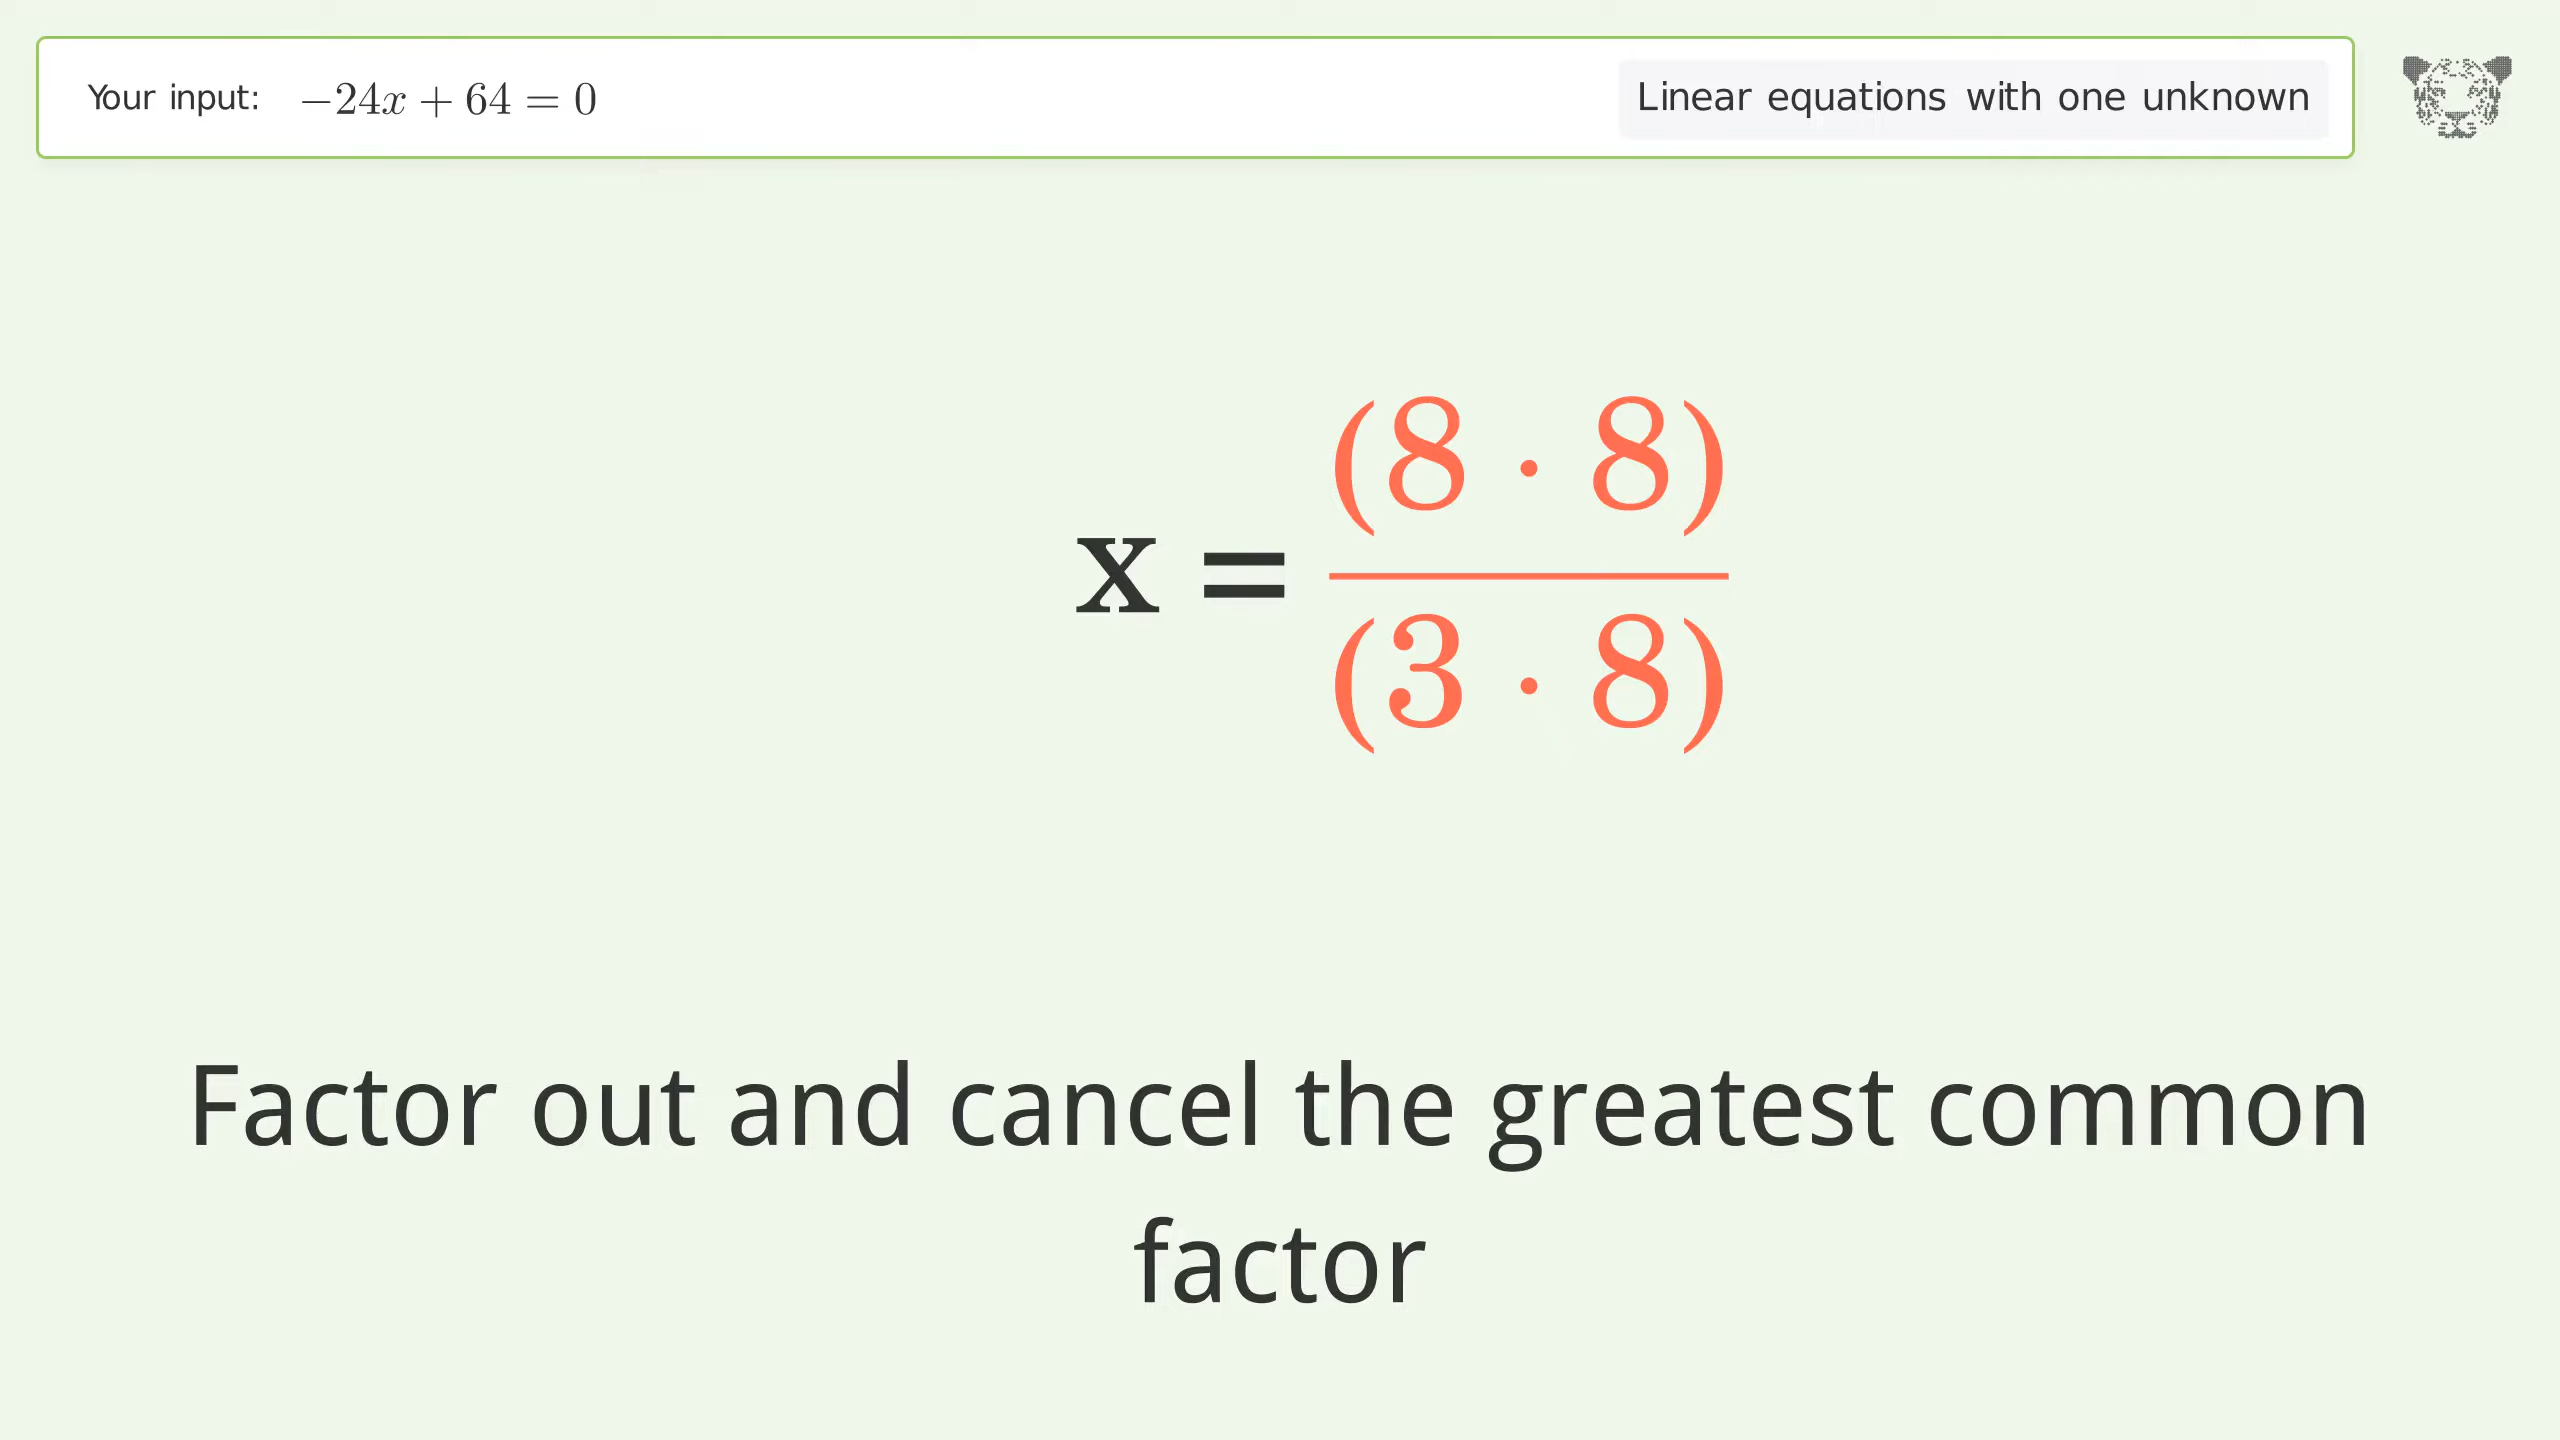 Your input: −24x + 64 = 0
Linear equations with one unknown
x = (8 · 8)
(3 · 8)
Factor out and cancel the greatest common
factor